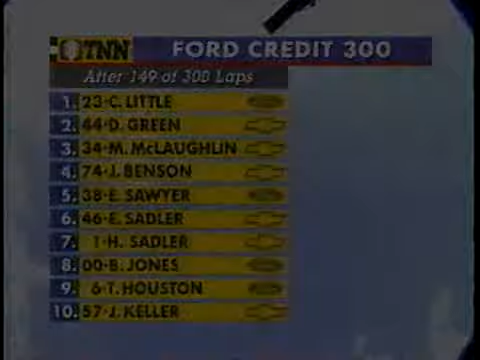 TNN FORD CREDIT 300
After 149 of 300 Laps
1. 23-C. LITTLE
2. 44-D. GREEN
3. 34-M. McLAUGHLIN
4. 74-J. BENSON
5. 38-E. SAWYER
6. 46-E. SADLER
7. 1-H. SADLER
8. 00-B. JONES
9. 6-T. HOUSTON
10. 57-J. KELLER